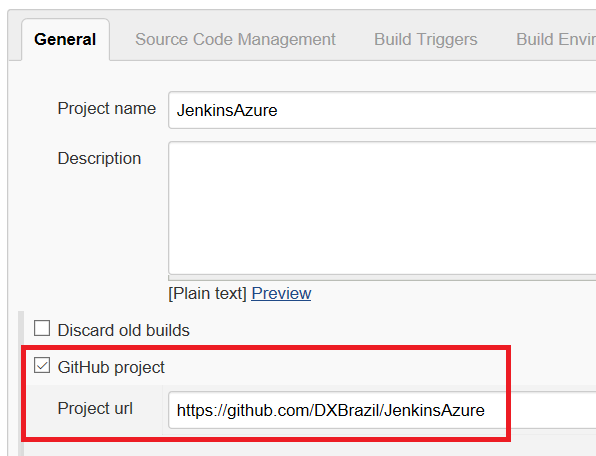 General Source Code Management Build Triggers Build Envir
Project name JenkinsAzure
Description
[Plain text] Preview
Discard old builds
GitHub project
Project url https://github.com/DXBrazil/JenkinsAzure